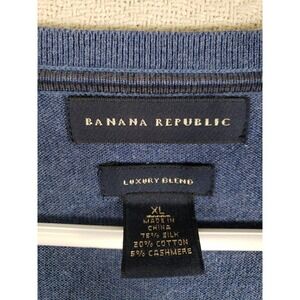 BANANA REPUBLIC
LUXURY BLEND
XL
MADE IN
CHINA
75% SILK
20% COTTON
5% CASHMERE